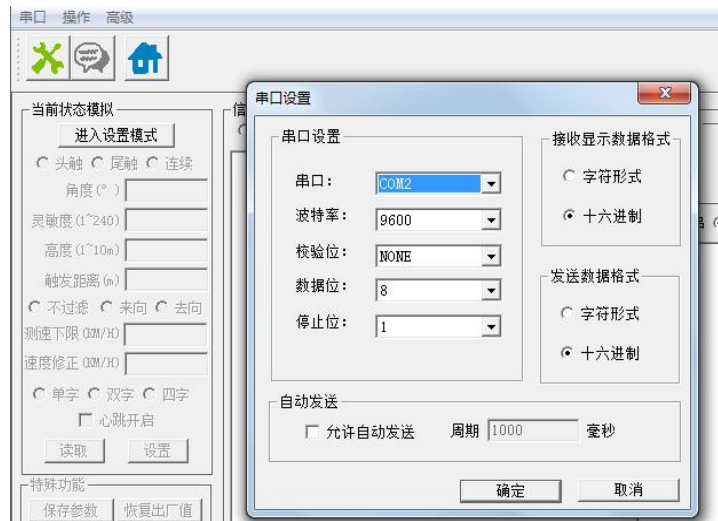 串口 操作 高级
当前状态模拟
进入设置模式
头触 尾触 连续
角度(°)
灵敏度(1~240)
高度(1~10m)
触发距离(m)
不过滤 来向 去向
测速下限(KM/H)
速度修正(KM/H)
单字 双字 四字
心跳开启
读取 设置
特殊功能
保存参数 恢复出厂值
信
串口设置
串口设置
串口: COM2
波特率: 9600
校验位: NONE
数据位: 8
停止位: 1
接收显示数据格式
字符形式
十六进制
发送数据格式
字符形式
十六进制
自动发送
允许自动发送 周期 1000 毫秒
确定 取消